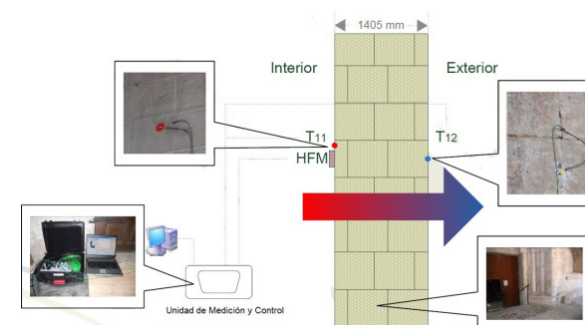 1405 mm
Interior
Exterior
T11
T12
HFM
Unidad de Medición y Control